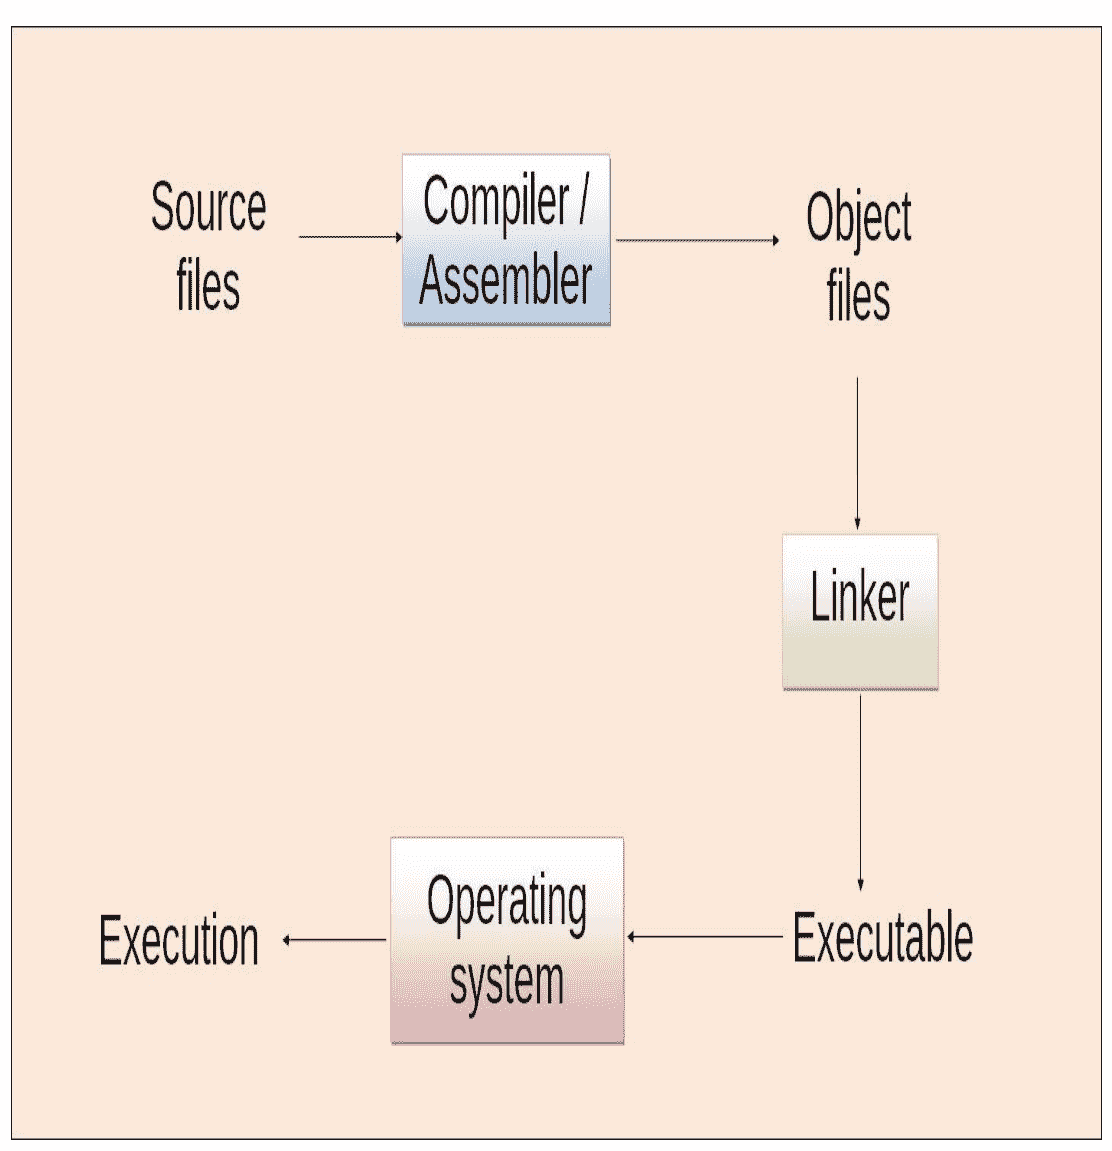 Source
files
Compiler /
Assembler
Object
files
Linker
Executable
Operating
system
Execution